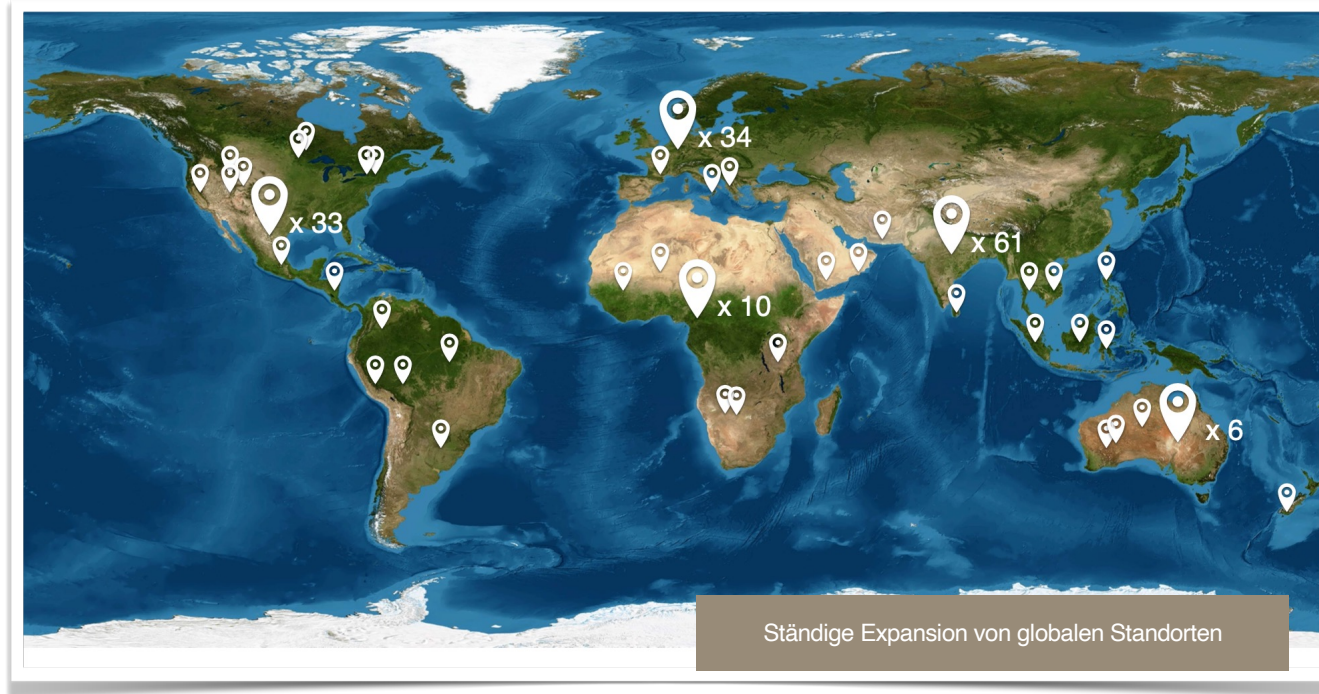 x 34
x 33
x 61
x 10
x 6
Ständige Expansion von globalen Standorten